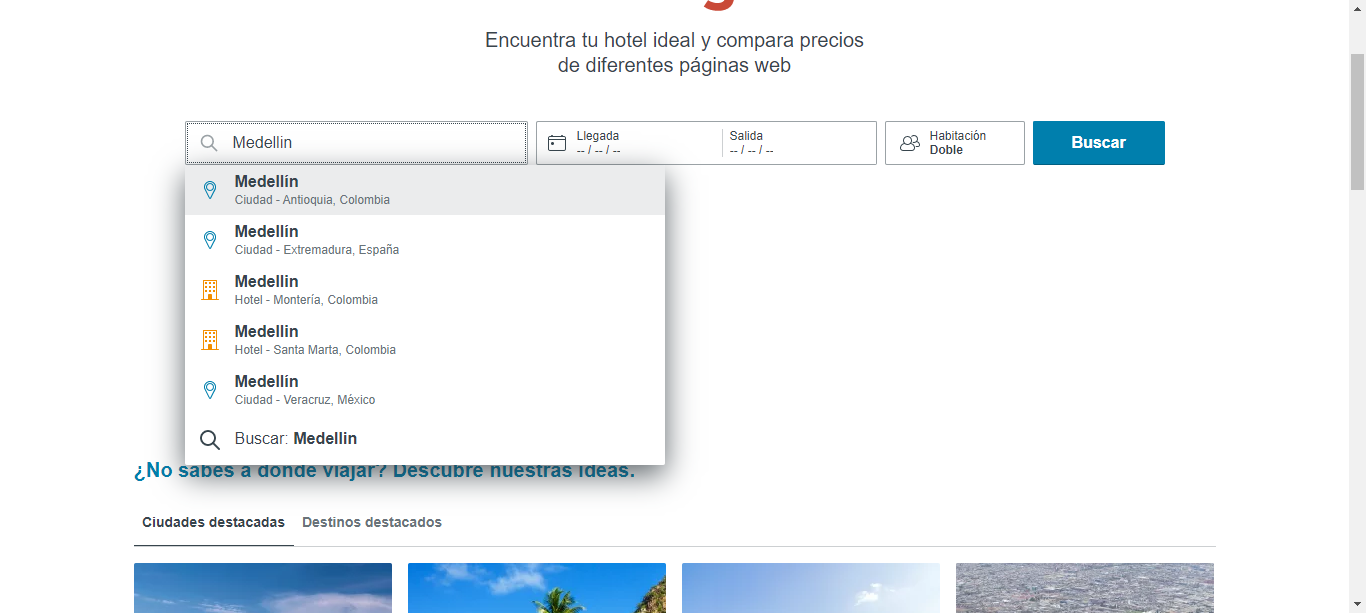 Encuentra tu hotel ideal y compara precios
de diferentes páginas web
Medellin
Llegada
-- / -- / --
Salida
-- / -- / --
Habitación
Doble
Buscar
Medellín
Ciudad - Antioquia, Colombia
Medellín
Ciudad - Extremadura, España
Medellin
Hotel - Montería, Colombia
Medellin
Hotel - Santa Marta, Colombia
Medellín
Ciudad - Veracruz, México
Buscar: Medellin
¿No sabes a dónde viajar? Descubre nuestras ideas.
Ciudades destacadas
Destinos destacados